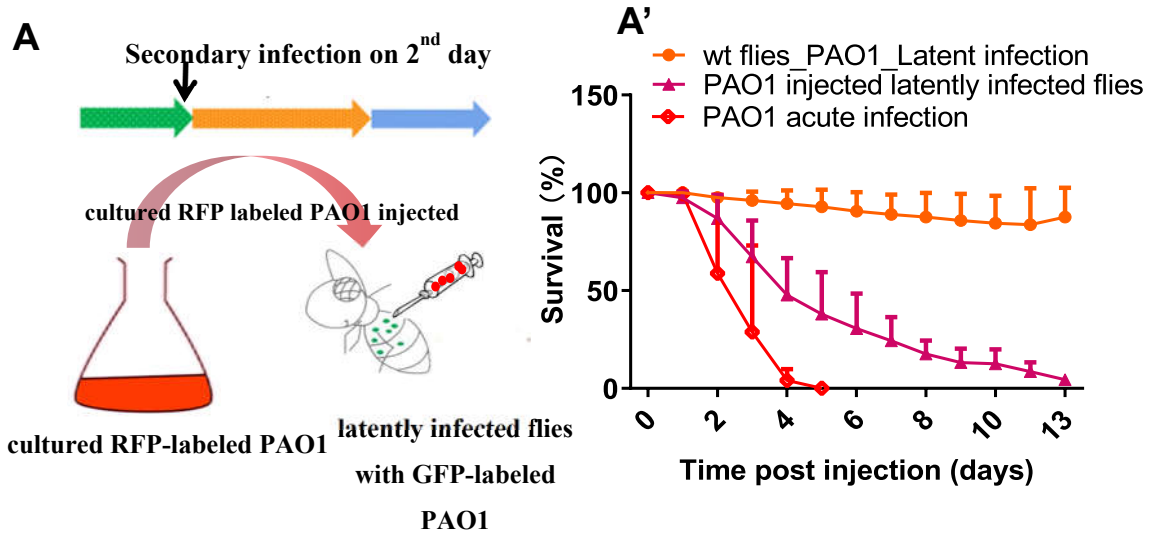 A
Secondary infection on 2nd day
cultured RFP labeled PAO1 injected
cultured RFP-labeled PAO1
latently infected flies
with GFP-labeled
PAO1
A’
wt flies_PAO1_Latent infection
PAO1 injected latently infected flies
PAO1 acute infection
150
100
50
0
Survival (%)
0 2 4 6 8 10 13
Time post injection (days)